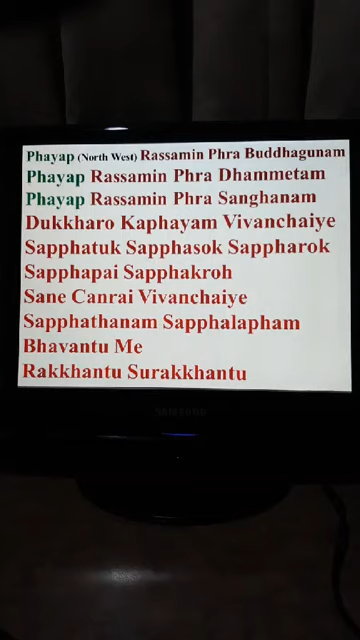 Phayap (North West) Rassamin Phra Buddhagunam
Phayap Rassamin Phra Dhammetam
Phayap Rassamin Phra Sanghanam
Dukkharo Kaphayam Vivanchaiye
Sapphatuk Sapphasok Sappharok
Sapphapai Sapphakroh
Sane Canrai Vivanchaiye
Sapphathanam Sapphalapham
Bhavantu Me
Rakkhantu Surakkhantu
SAMSUNG